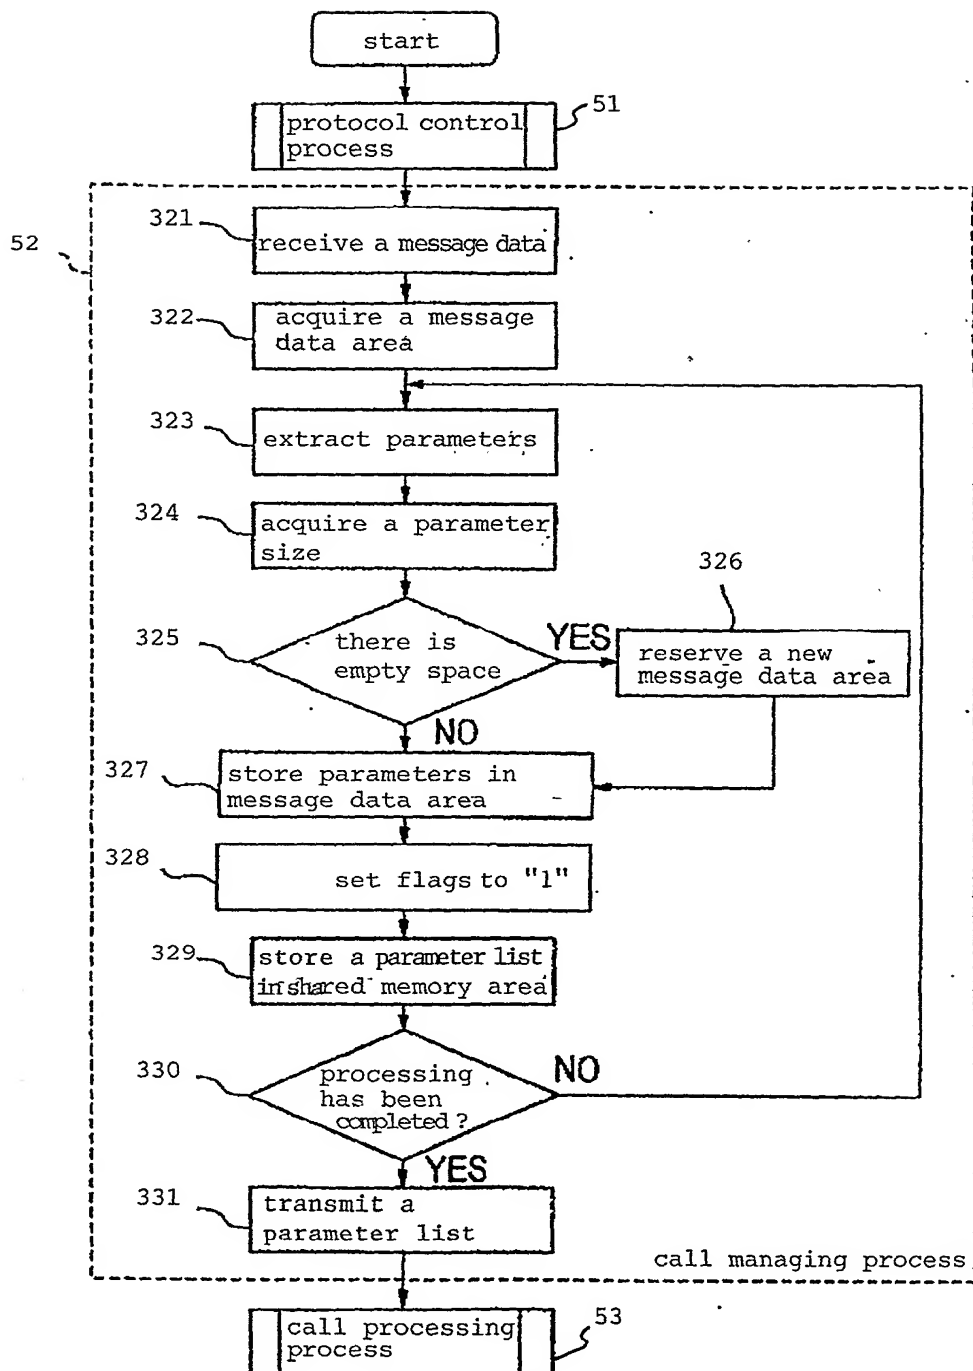 start
protocol control
process
51
52
321
receive a message data
322
acquire a message
data area
323
extract parameters
324
acquire a parameter
size
325
there is
empty space
YES
326
reserve a new
message data area
NO
327
store parameters in
message data area
328
set flags to "1"
329
store a parameter list
in shared memory area
330
processing
has been
completed?
NO
YES
331
transmit a
parameter list
call managing process
call processing
process
53